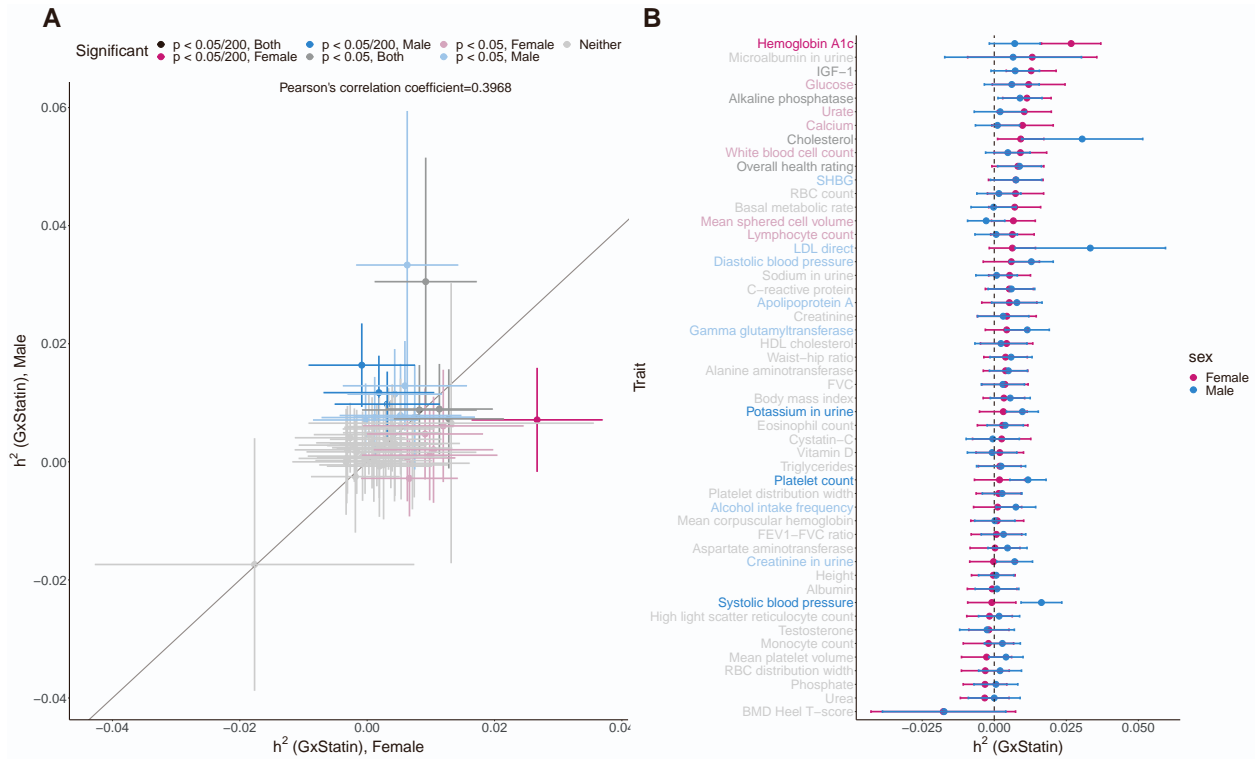 A
Significant
p < 0.05/200, Both
p < 0.05/200, Female
p < 0.05/200, Male
p < 0.05, Both
p < 0.05, Female
p < 0.05, Male
Neither
Pearson's correlation coefficient=0.3968
h² (GxStatin), Male
0.06
0.04
0.02
0.00
−0.02
−0.04
−0.04
−0.02
0.00
0.02
0.0
h² (GxStatin), Female
B
Trait
Hemoglobin A1c
Microalbumin in urine
IGF−1
Glucose
Alkaline phosphatase
Urate
Calcium
Cholesterol
White blood cell count
Overall health rating
SHBG
RBC count
Basal metabolic rate
Mean sphered cell volume
Lymphocyte count
LDL direct
Diastolic blood pressure
Sodium in urine
C−reactive protein
Apolipoprotein A
Creatinine
Gamma glutamyltransferase
HDL cholesterol
Waist−hip ratio
Alanine aminotransferase
FVC
Body mass index
Potassium in urine
Eosinophil count
Cystatin−C
Vitamin D
Triglycerides
Platelet count
Platelet distribution width
Alcohol intake frequency
Mean corpuscular hemoglobin
FEV1−FVC ratio
Aspartate aminotransferase
Creatinine in urine
Height
Albumin
Systolic blood pressure
High light scatter reticulocyte count
Testosterone
Monocyte count
Mean platelet volume
RBC distribution width
Phosphate
Urea
BMD Heel T−score
−0.025
0.000
0.025
0.050
h² (GxStatin)
sex
Female
Male